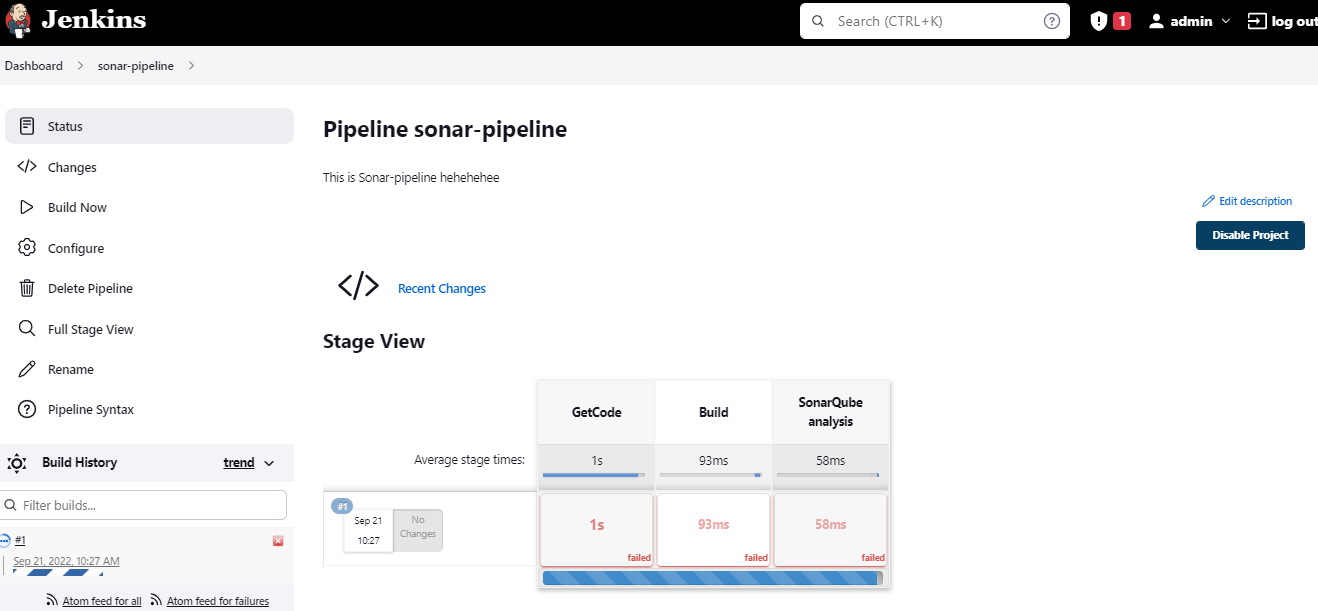 Jenkins
Search (CTRL+K)
1
admin
log out
Dashboard
sonar-pipeline
Status
Changes
Build Now
Configure
Delete Pipeline
Full Stage View
Rename
Pipeline Syntax
Build History
trend
Filter builds...
#1
Sep 21, 2022, 10:27 AM
Atom feed for all
Atom feed for failures
Pipeline sonar-pipeline
This is Sonar-pipeline hehehehee
Edit description
Disable Project
Recent Changes
Stage View
GetCode
Build
SonarQube
analysis
Average stage times:
1s
93ms
58ms
#1
Sep 21
10:27
No
Changes
1s
failed
93ms
failed
58ms
failed